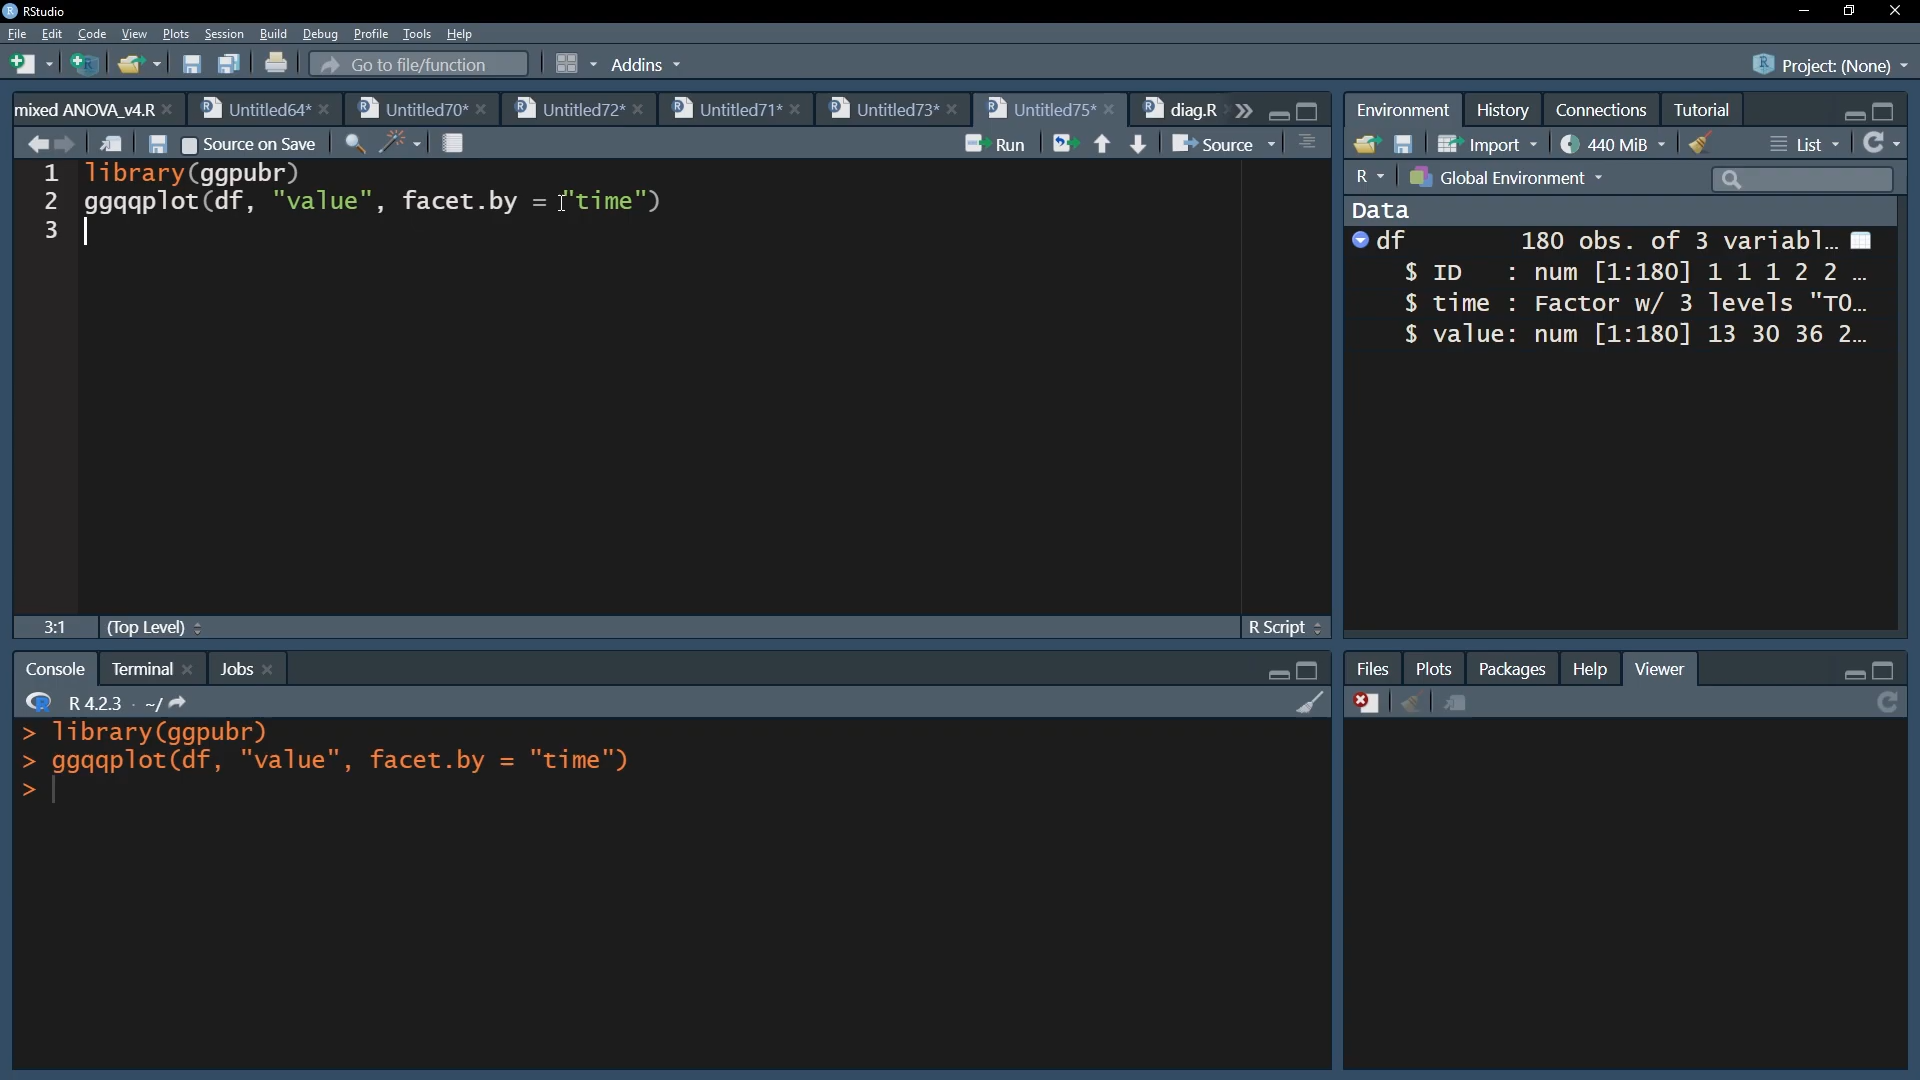 RStudio
File Edit Code View Plots Session Build Debug Profile Tools Help
Go to file/function Addins Project: (None)
mixed ANOVA_v4.R Untitled64* Untitled70* Untitled72* Untitled71* Untitled73* Untitled75* diag.R
Source on Save Run Source
1 library(ggpubr)
2 ggqqplot(df, "value", facet.by = "time")
3
3:1 (Top Level) R Script
Console Terminal Jobs
R 4.2.3 · ~/
> library(ggpubr)
> ggqqplot(df, "value", facet.by = "time")
>
Environment History Connections Tutorial
Import 440 MiB List
R Global Environment
Data
df 180 obs. of 3 variabl…
$ ID : num [1:180] 1 1 1 2 2 …
$ time : Factor w/ 3 levels "T0…
$ value: num [1:180] 13 30 36 2…
Files Plots Packages Help Viewer